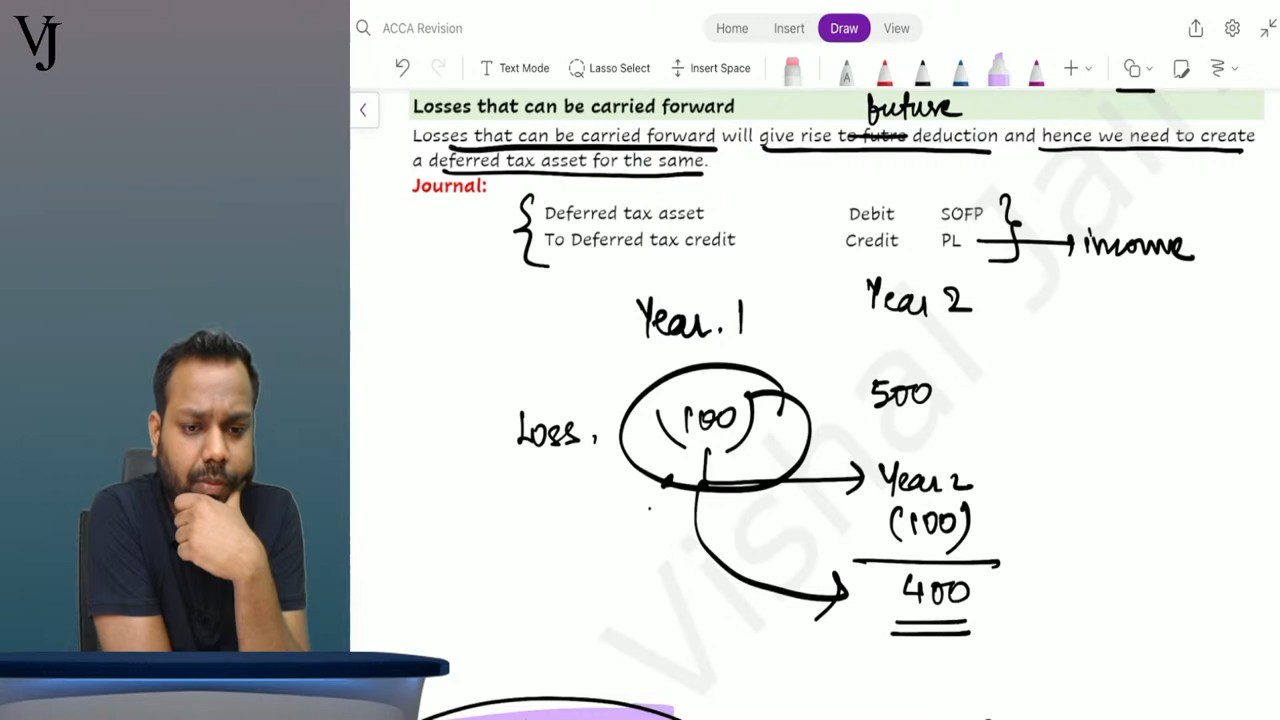 VJ
ACCA Revision
Home Insert Draw View
Text Mode Lasso Select Insert Space
Losses that can be carried forward
future
Losses that can be carried forward will give rise to futre deduction and hence we need to create
a deferred tax asset for the same.
Journal:
Deferred tax asset Debit SOFP
To Deferred tax credit Credit PL income
Year. 1 Year 2
500
Loss. (100)
Year 2
(100)
400
Vishal Jain